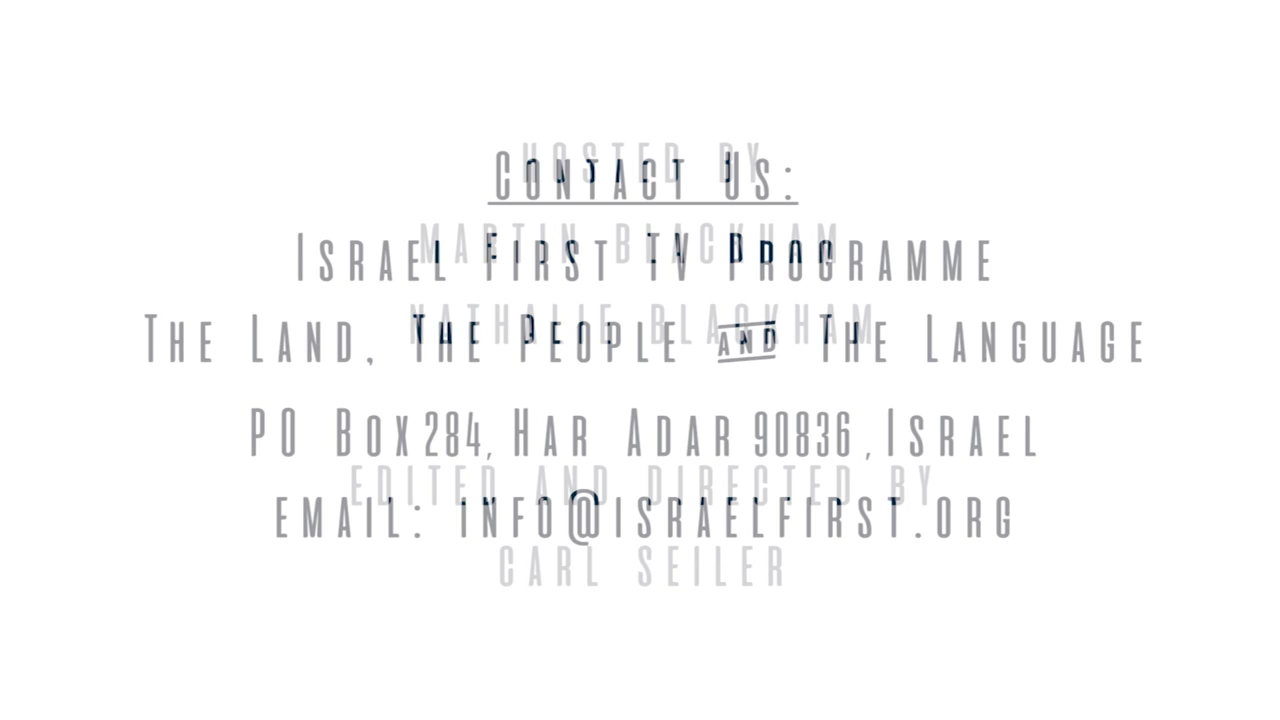 HOSTED BY
CONTACT US:
MARTIN BLACKHAM
ISRAEL FIRST TV PROGRAMME
NATHALIE BLACKHAM
THE LAND, THE PEOPLE AND THE LANGUAGE
PO BOX 284, HAR ADAR 90836, ISRAEL
EDITED AND DIRECTED BY
EMAIL: INFO@ISRAELFIRST.ORG
CARL SEILER